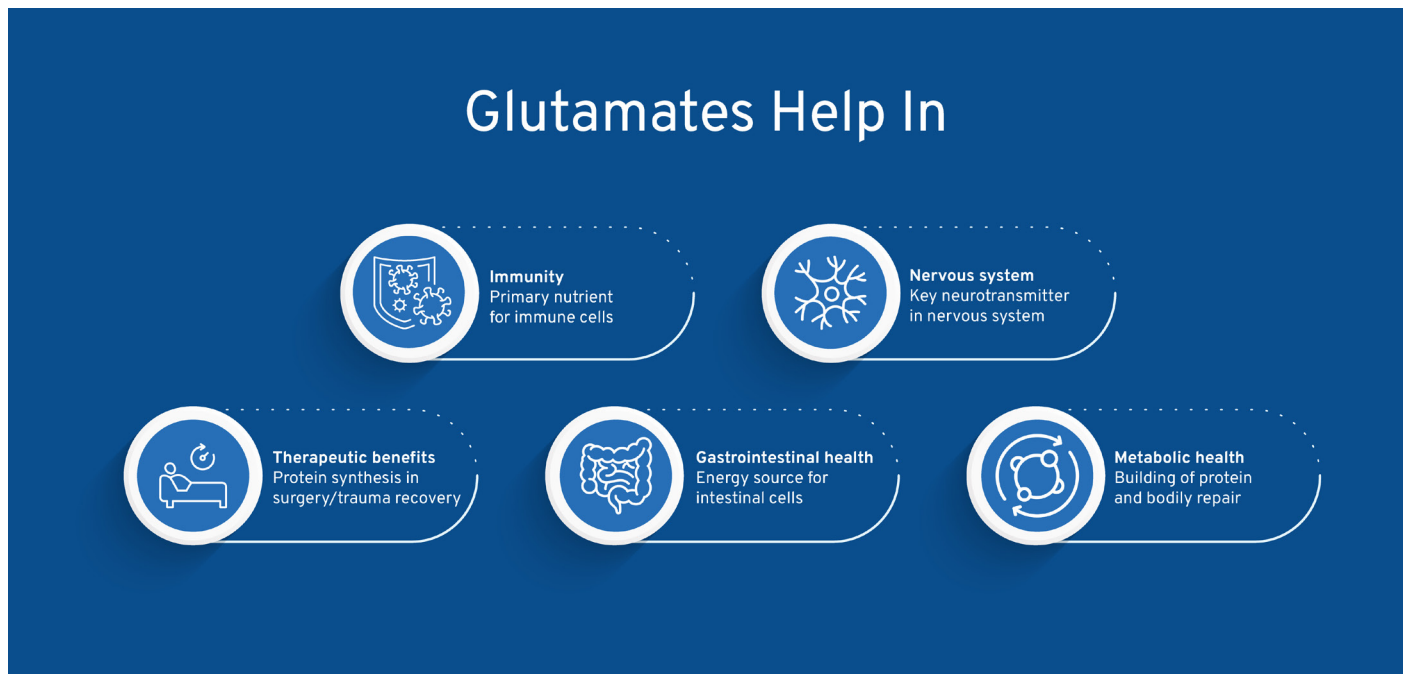 Glutamates Help In
Immunity
Primary nutrient
for immune cells
Nervous system
Key neurotransmitter
in nervous system
Therapeutic benefits
Protein synthesis in
surgery/trauma recovery
Gastrointestinal health
Energy source for
intestinal cells
Metabolic health
Building of protein
and bodily repair